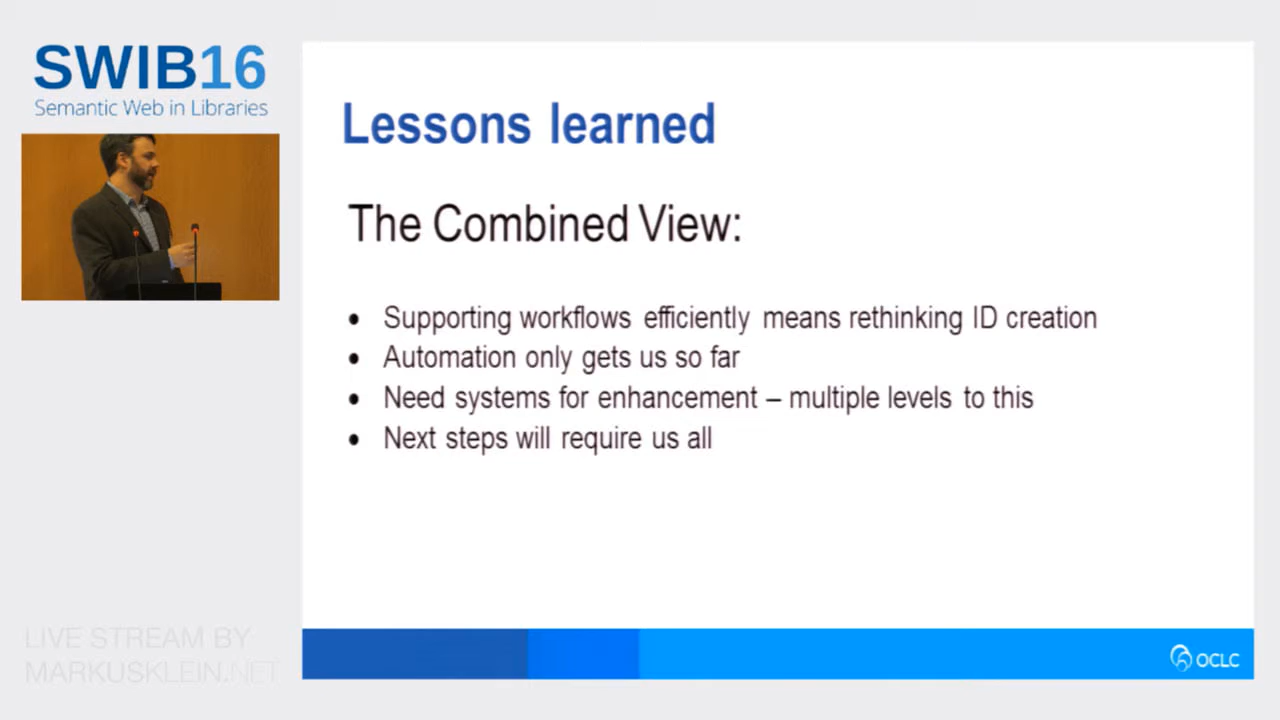 SWIB16
Semantic Web in Libraries
Lessons learned
The Combined View:
• Supporting workflows efficiently means rethinking ID creation
• Automation only gets us so far
• Need systems for enhancement – multiple levels to this
• Next steps will require us all
LIVE STREAM BY
MARKUSKLEIN.NET
OCLC